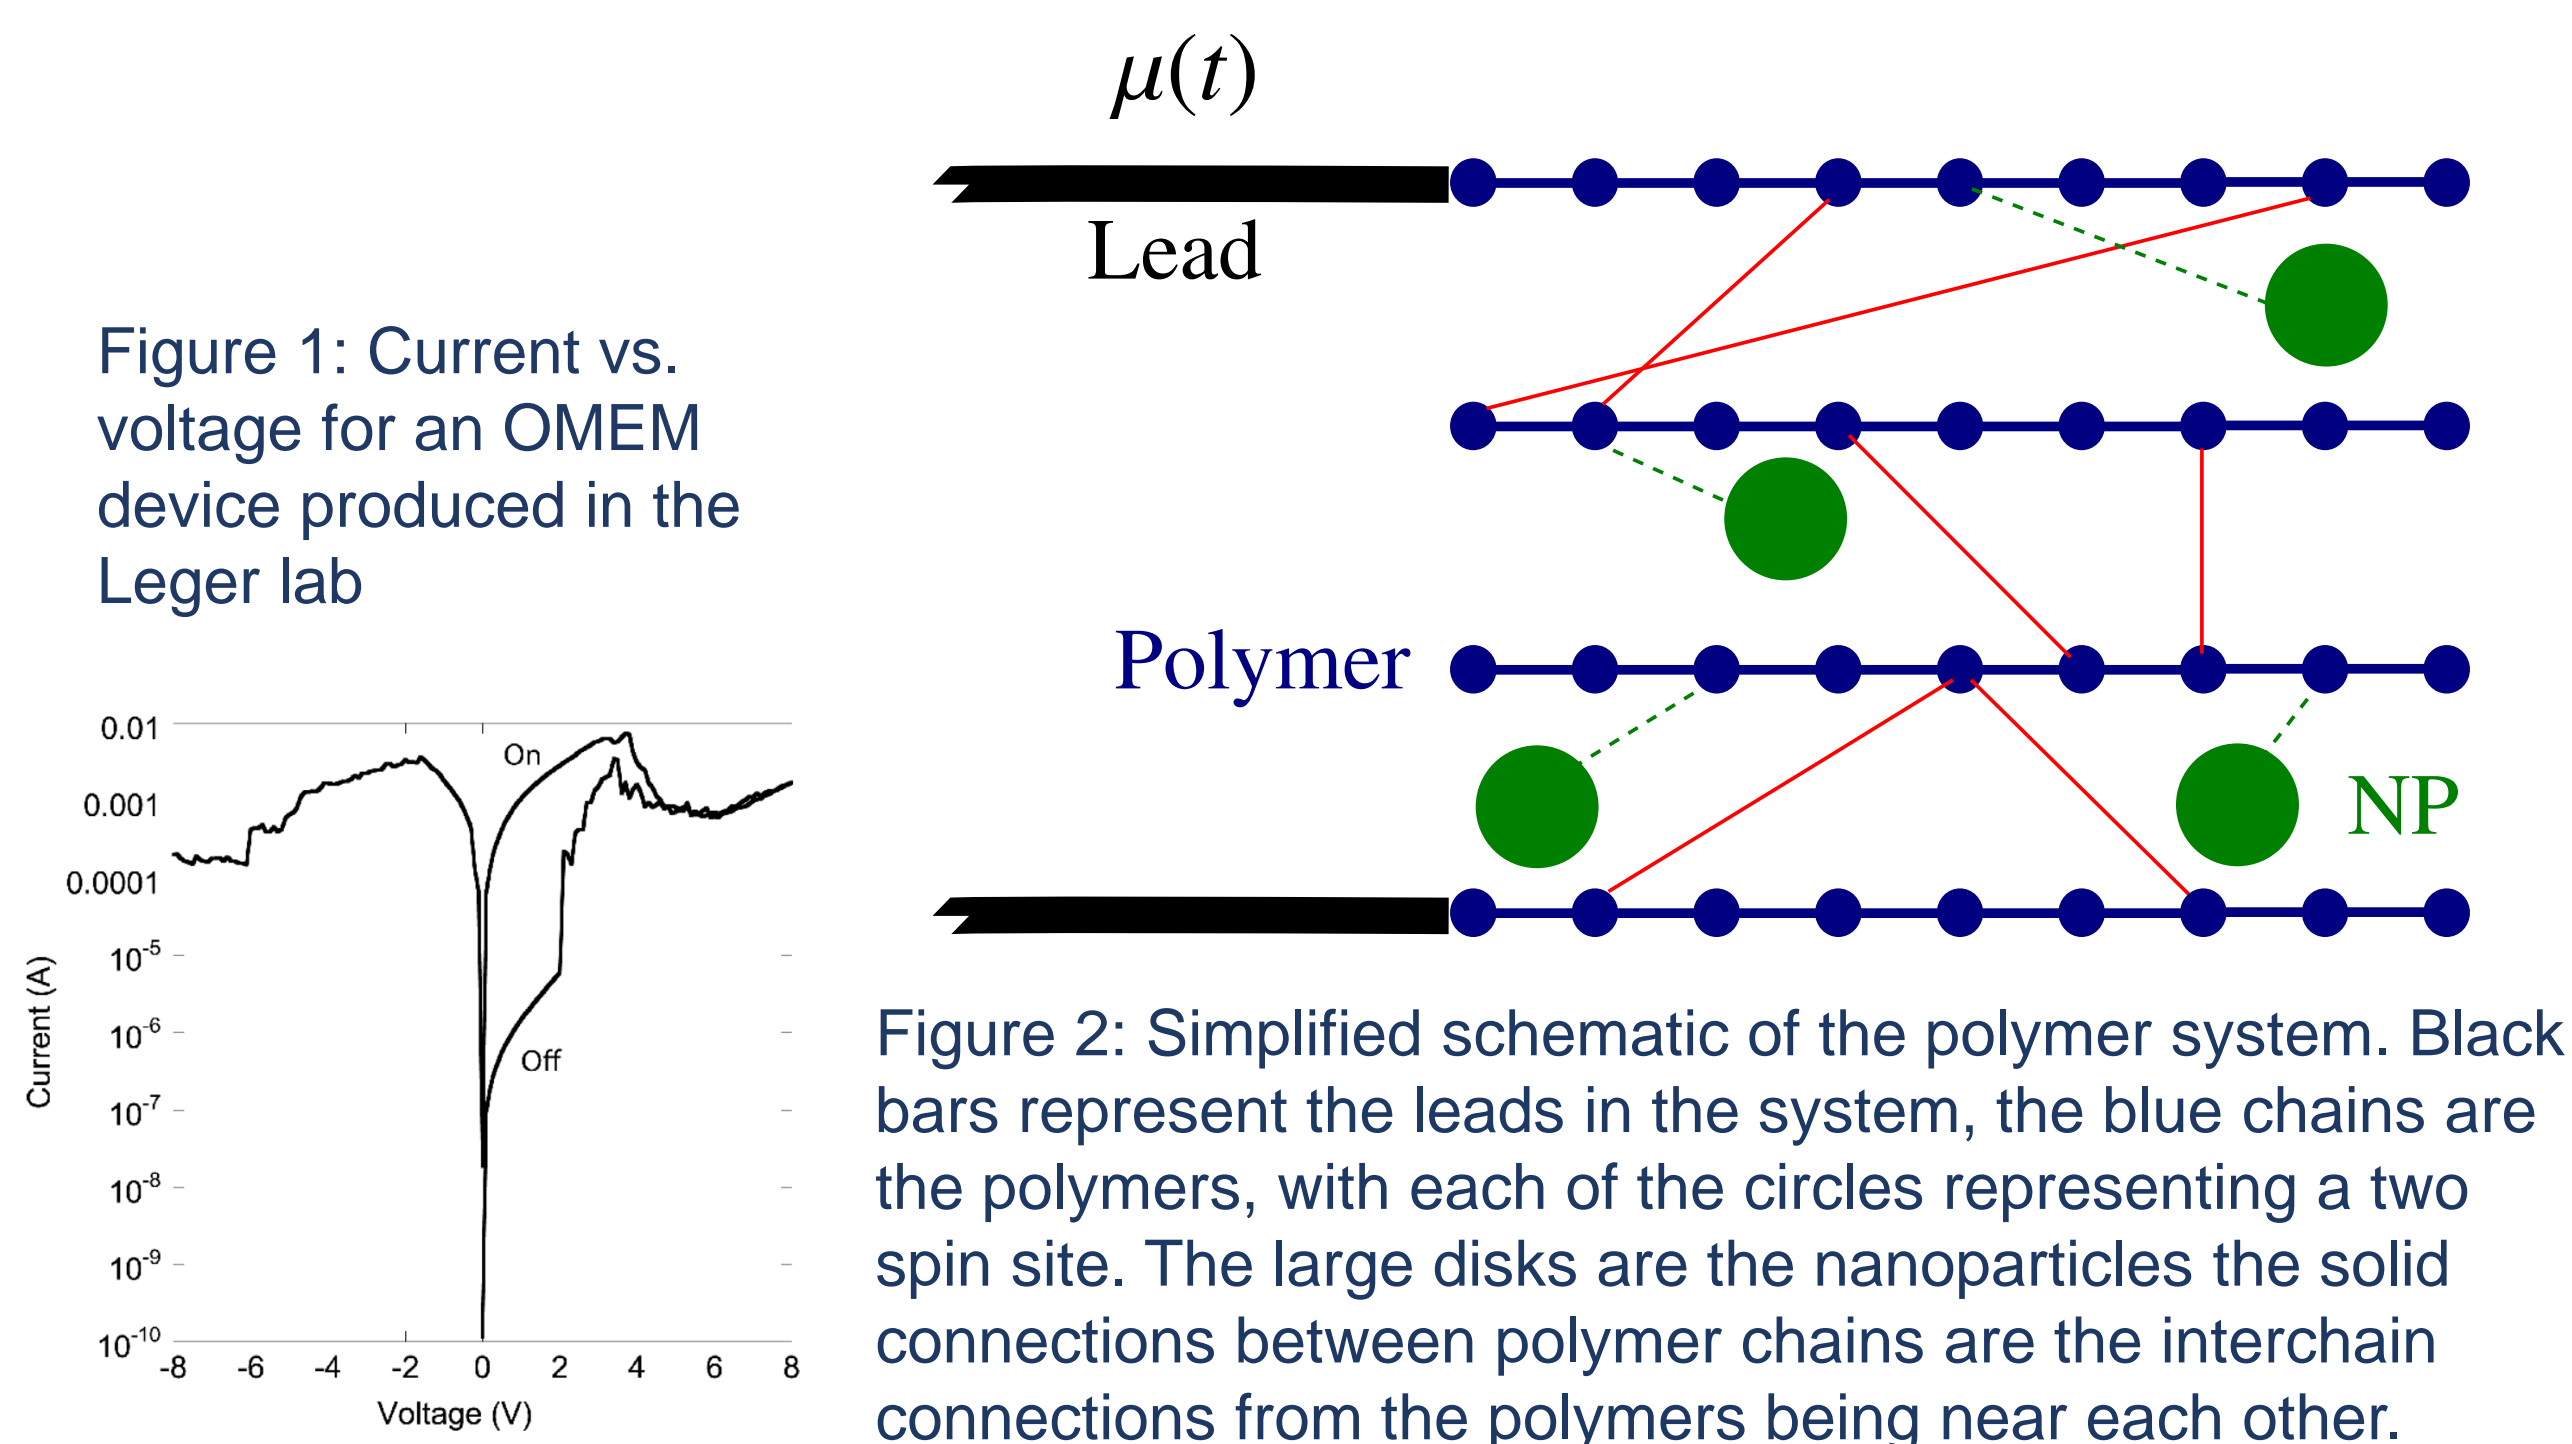 μ(t)
Lead
Figure 1: Current vs.
voltage for an OMEM
device produced in the
Leger lab
Polymer
NP
0.01
0.001
0.0001
10⁻⁵
10⁻⁶
10⁻⁷
10⁻⁸
10⁻⁹
10⁻¹⁰
Current (A)
On
Off
-8 -6 -4 -2 0 2 4 6 8
Voltage (V)
Figure 2: Simplified schematic of the polymer system. Black
bars represent the leads in the system, the blue chains are
the polymers, with each of the circles representing a two
spin site. The large disks are the nanoparticles the solid
connections between polymer chains are the interchain
connections from the polymers being near each other.